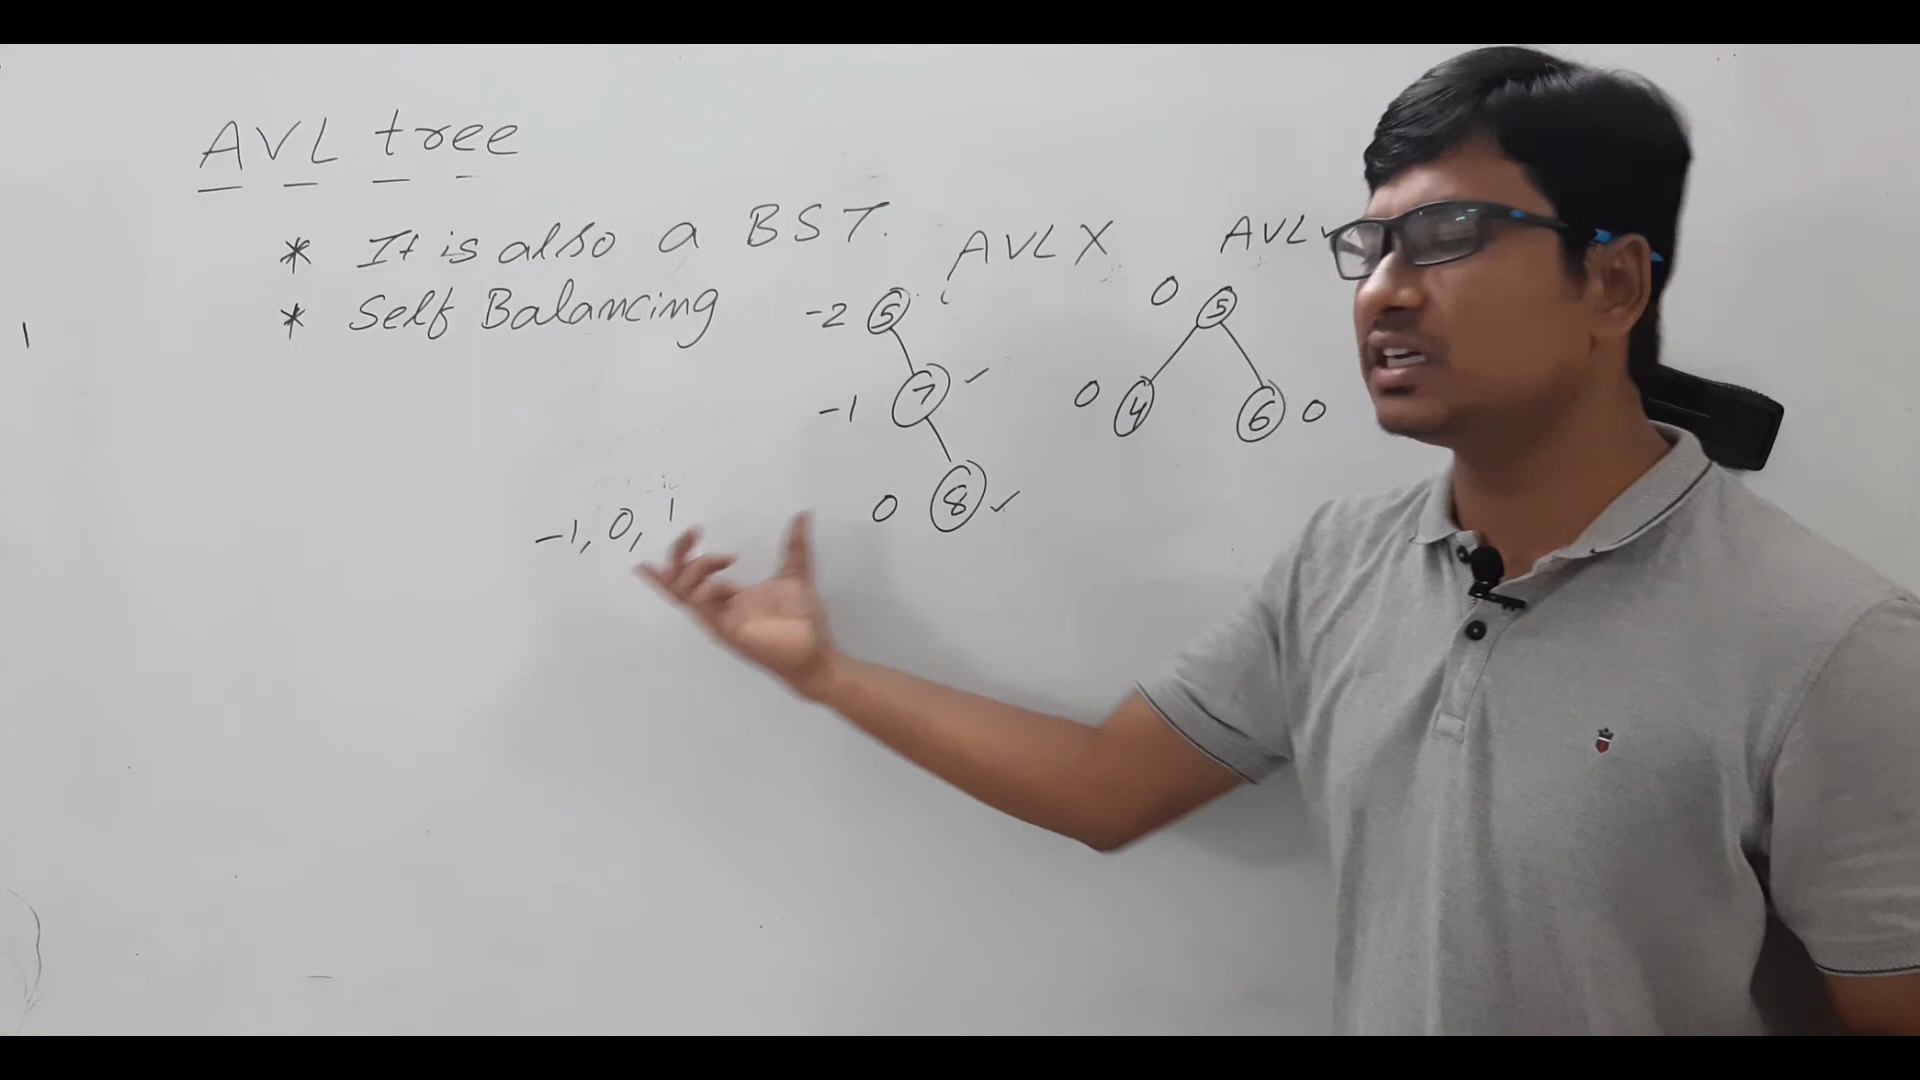 AVL tree
* It is also a BST.
* Self Balancing
AVL X
AVL
-2 5
-1 7
0 8
0 5
0 4
6 0
-1, 0, 1